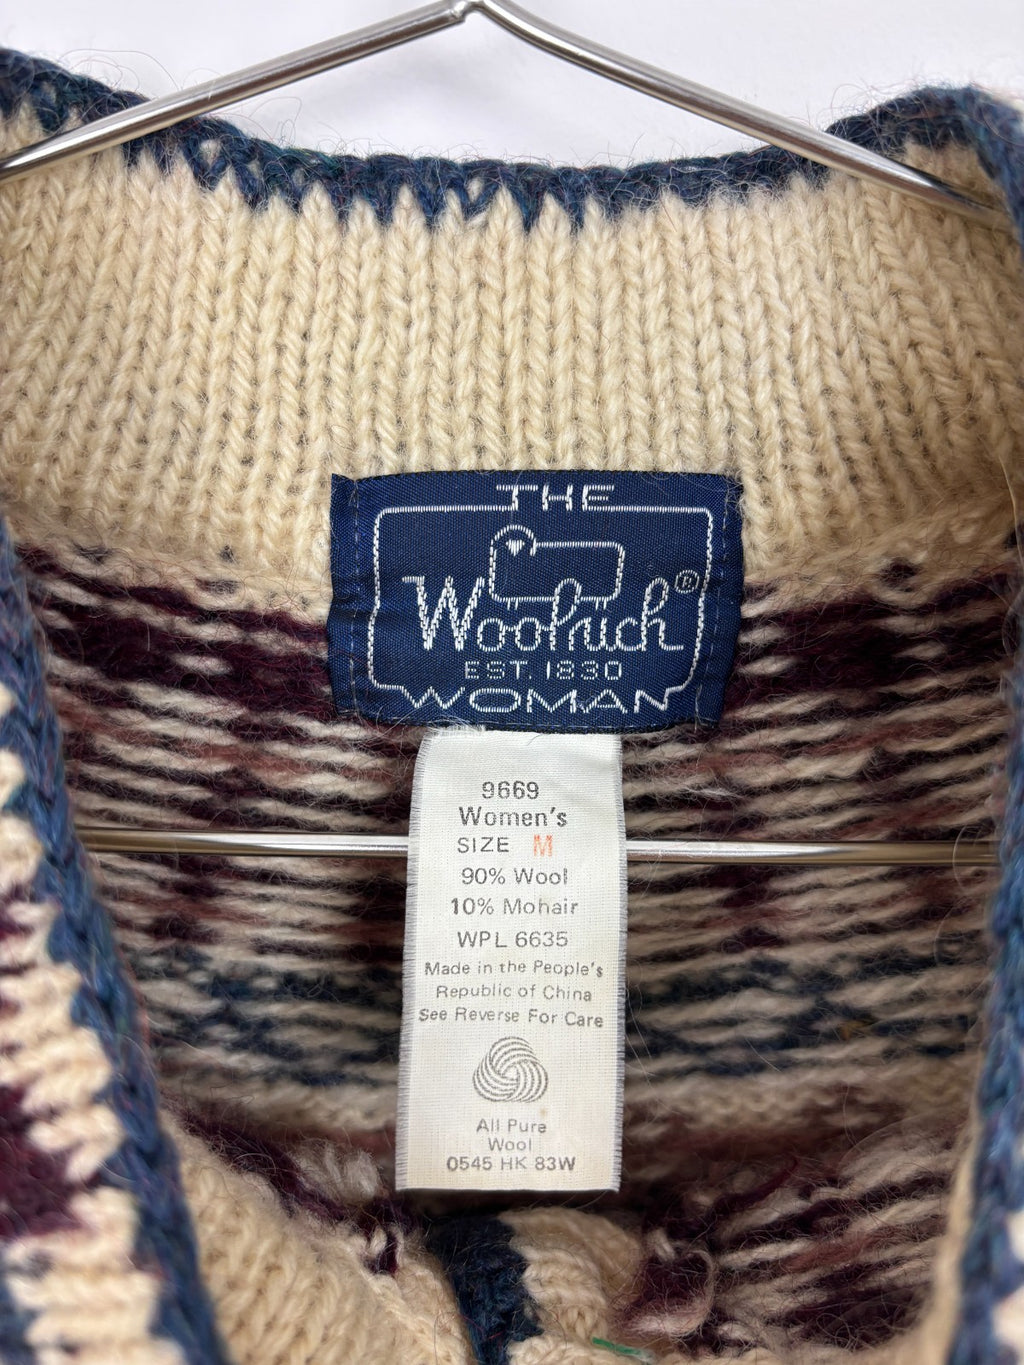 THE
Woolrich®
EST. 1830
WOMAN
9669
Women's
SIZE M
90% Wool
10% Mohair
WPL 6635
Made in the People's
Republic of China
See Reverse For Care
All Pure
Wool
0545 HK 83W